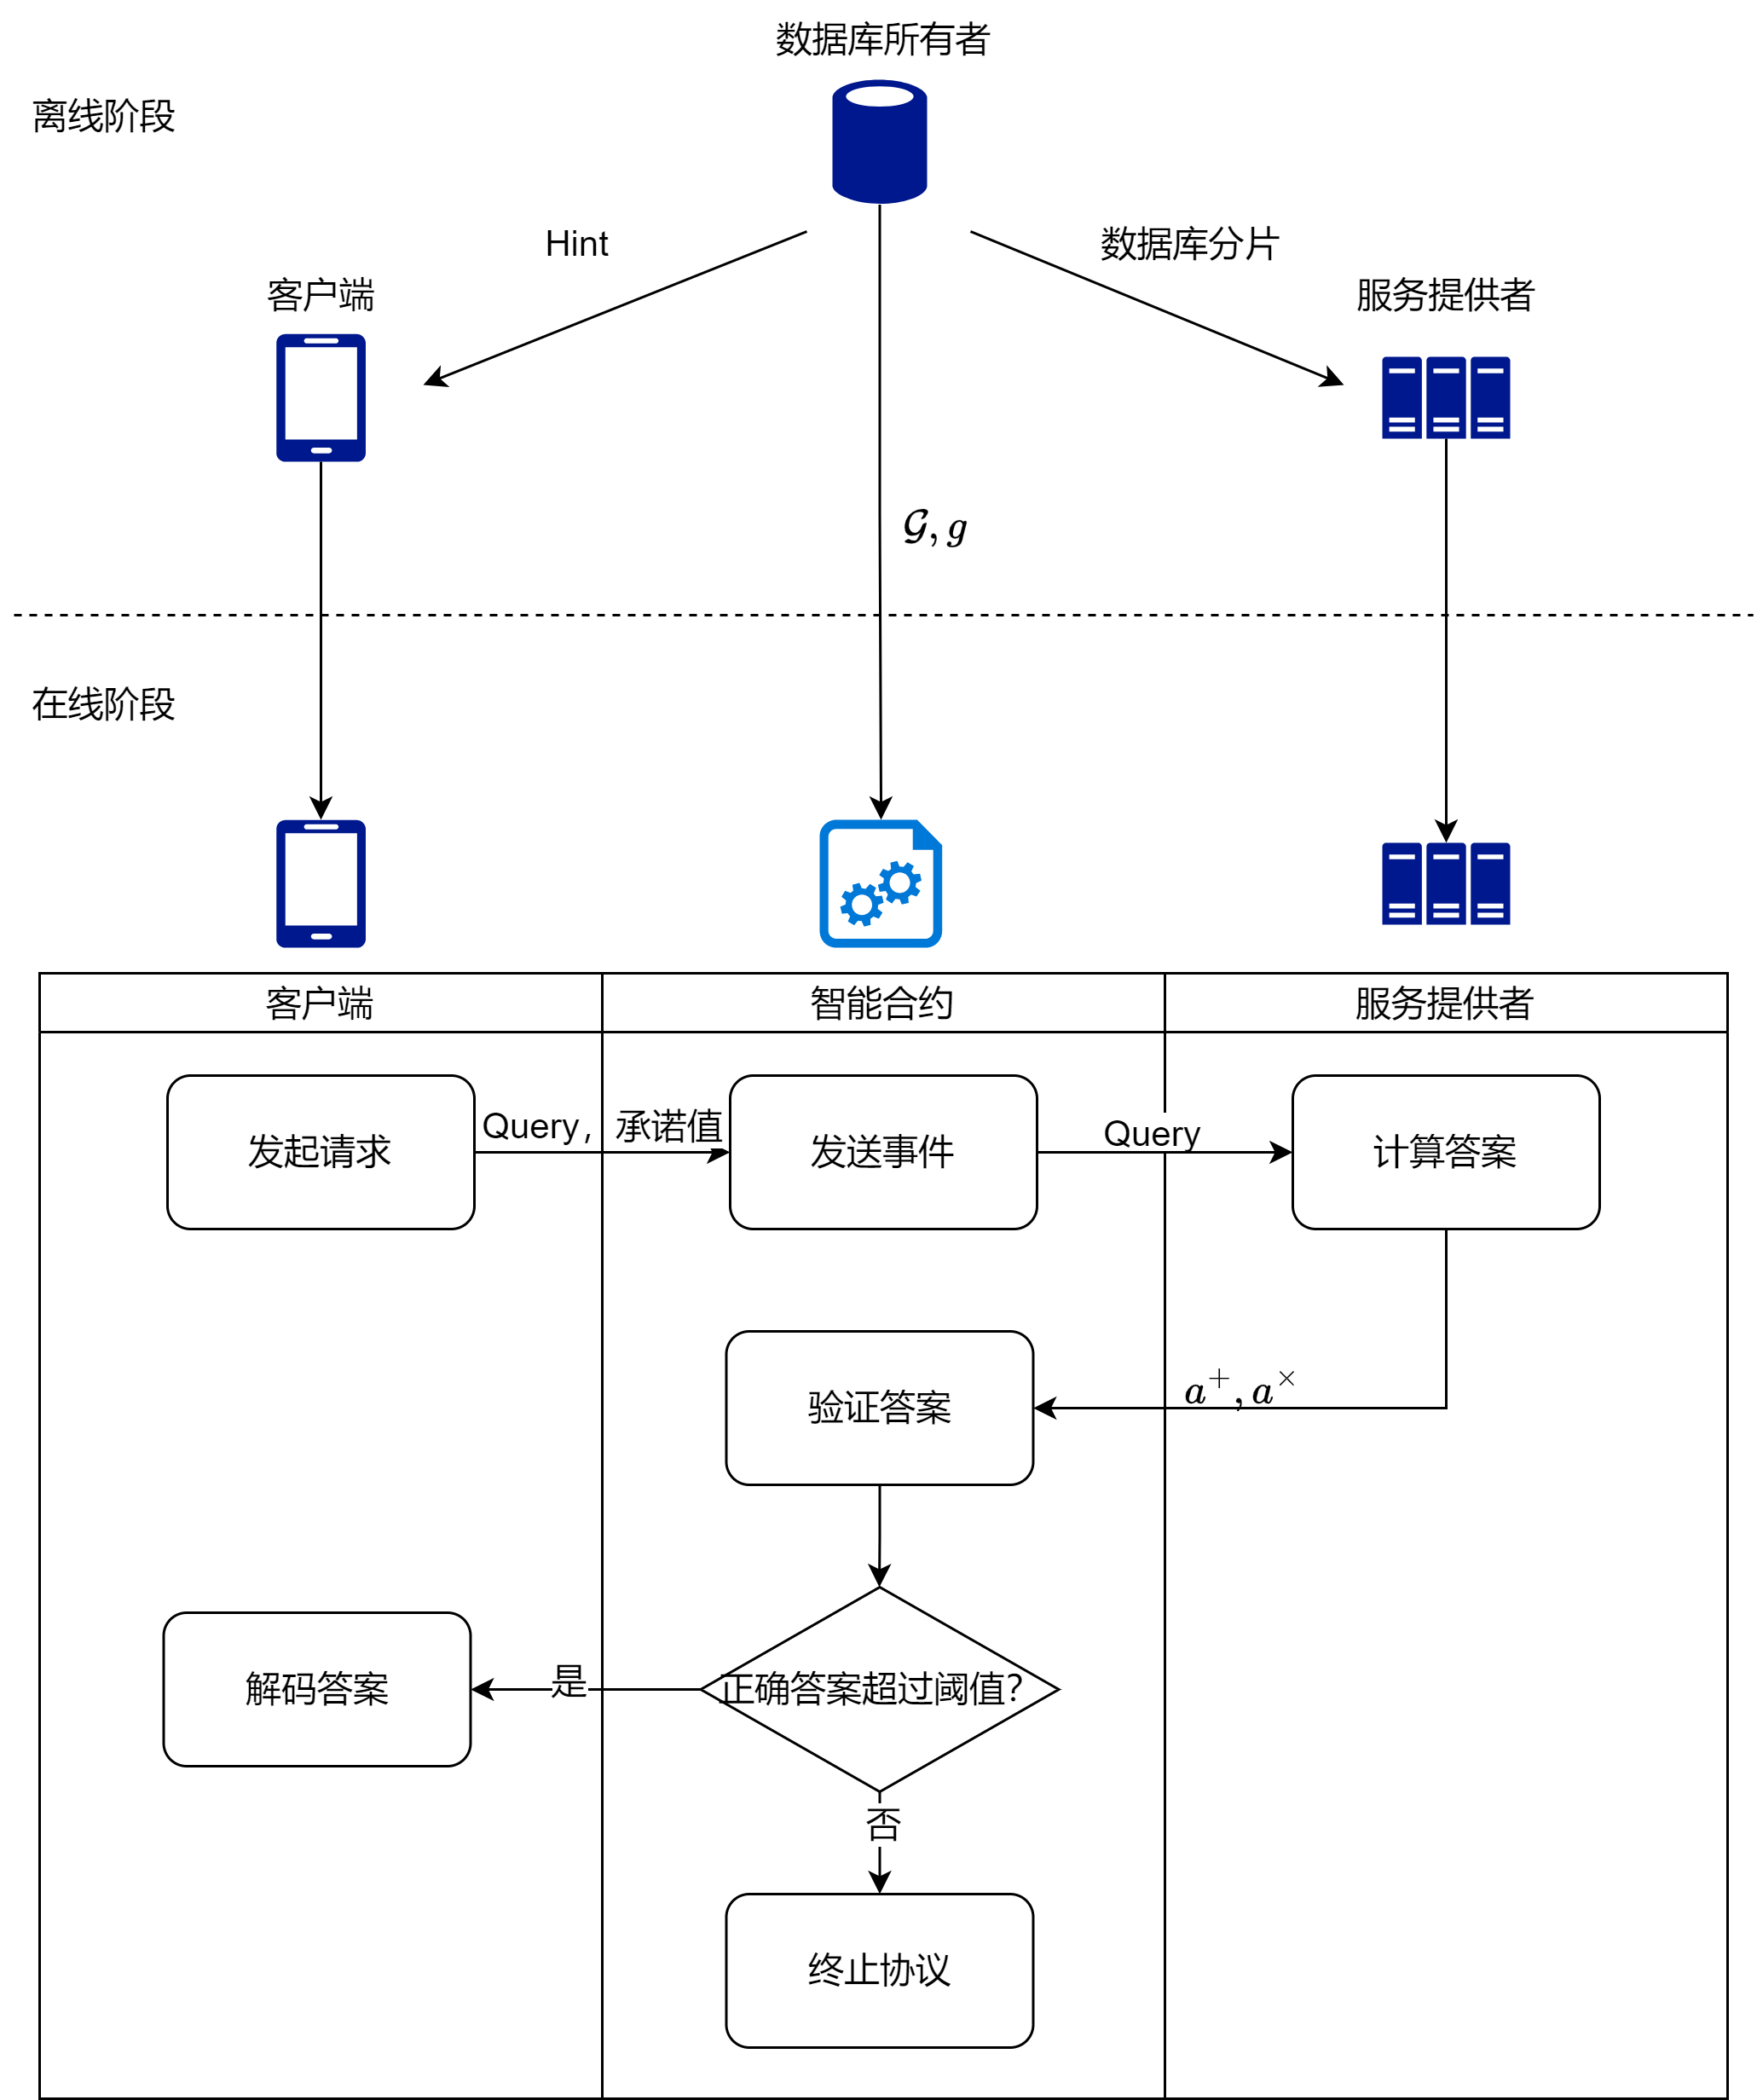 数据库所有者
离线阶段
Hint
数据库分片
客户端
服务提供者
𝒢, g
在线阶段
客户端
智能合约
服务提供者
发起请求
Query，承诺值
发送事件
Query
计算答案
验证答案
a⁺, a^×
解码答案
是
正确答案超过阈值？
否
终止协议